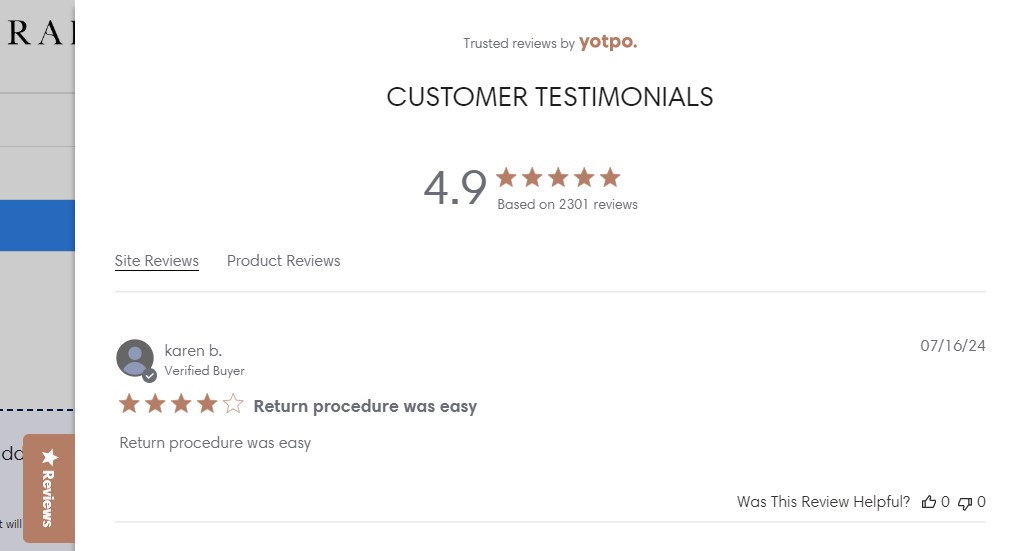 RA
Trusted reviews by yotpo.
CUSTOMER TESTIMONIALS
4.9
Based on 2301 reviews
Site Reviews Product Reviews
karen b.
07/16/24
Verified Buyer
Return procedure was easy
Return procedure was easy
Reviews
t will
Was This Review Helpful? 0 0